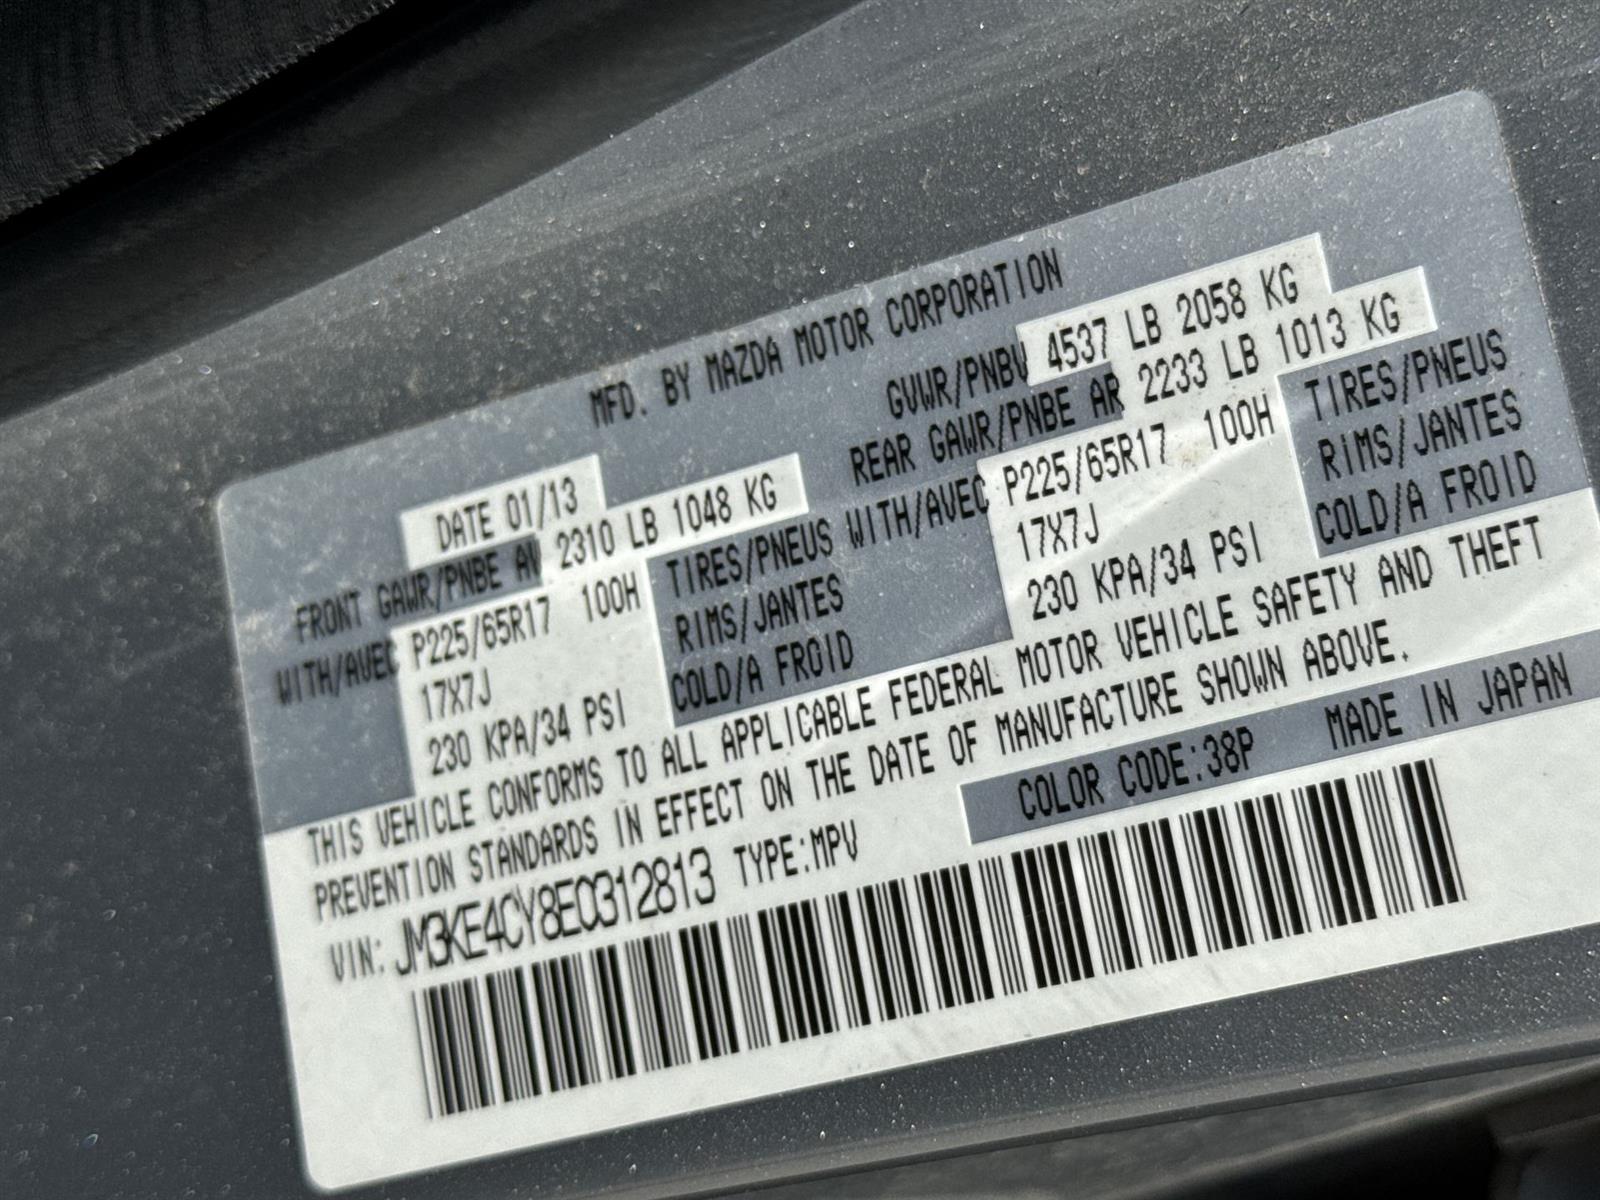 MFD. BY MAZDA MOTOR CORPORATION
DATE 01/13 GVWR/PNBV 4537 LB 2058 KG
FRONT GAWR/PNBE AV 2310 LB 1048 KG REAR GAWR/PNBE AR 2233 LB 1013 KG
WITH/AVEC P225/65R17 100H TIRES/PNEUS WITH/AVEC P225/65R17 100H TIRES/PNEUS
17X7J RIMS/JANTES 17X7J RIMS/JANTES
230 KPA/34 PSI COLD/A FROID 230 KPA/34 PSI COLD/A FROID
THIS VEHICLE CONFORMS TO ALL APPLICABLE FEDERAL MOTOR VEHICLE SAFETY AND THEFT
PREVENTION STANDARDS IN EFFECT ON THE DATE OF MANUFACTURE SHOWN ABOVE.
VIN: JM3KE4CY8E0312813 TYPE:MPV COLOR CODE:38P MADE IN JAPAN